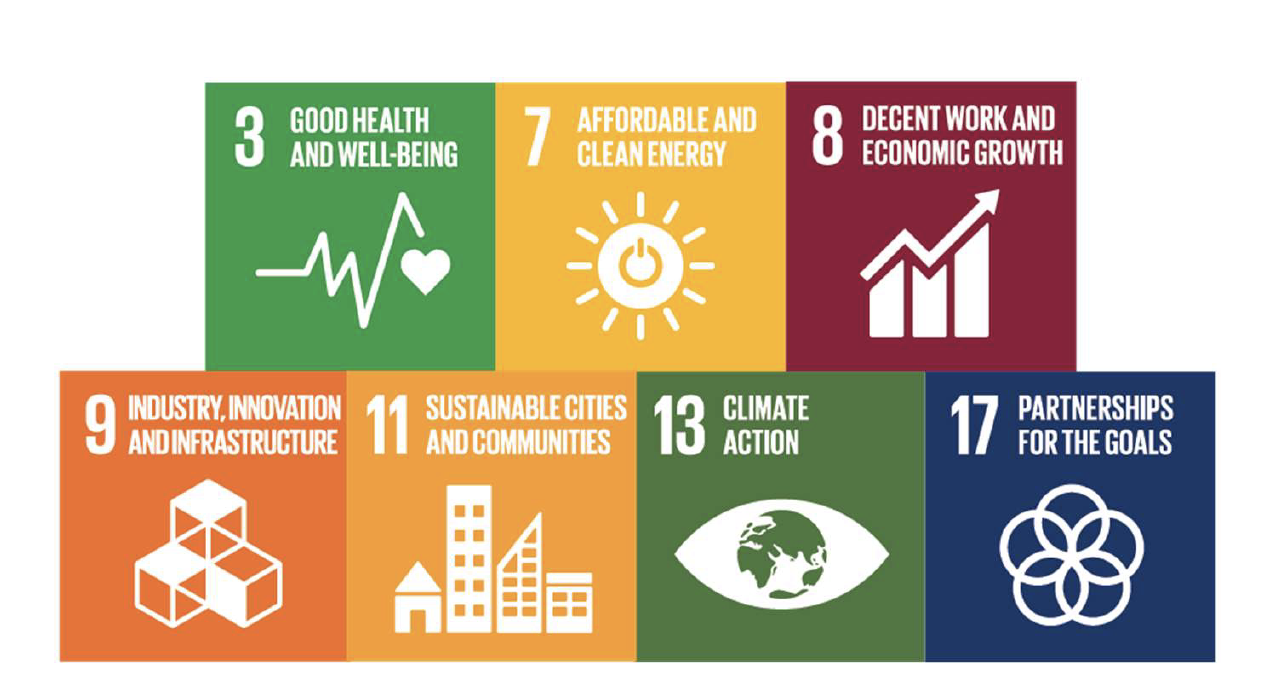 3 GOOD HEALTH
AND WELL-BEING
7 AFFORDABLE AND
CLEAN ENERGY
8 DECENT WORK AND
ECONOMIC GROWTH
9 INDUSTRY, INNOVATION
AND INFRASTRUCTURE
11 SUSTAINABLE CITIES
AND COMMUNITIES
13 CLIMATE
ACTION
17 PARTNERSHIPS
FOR THE GOALS